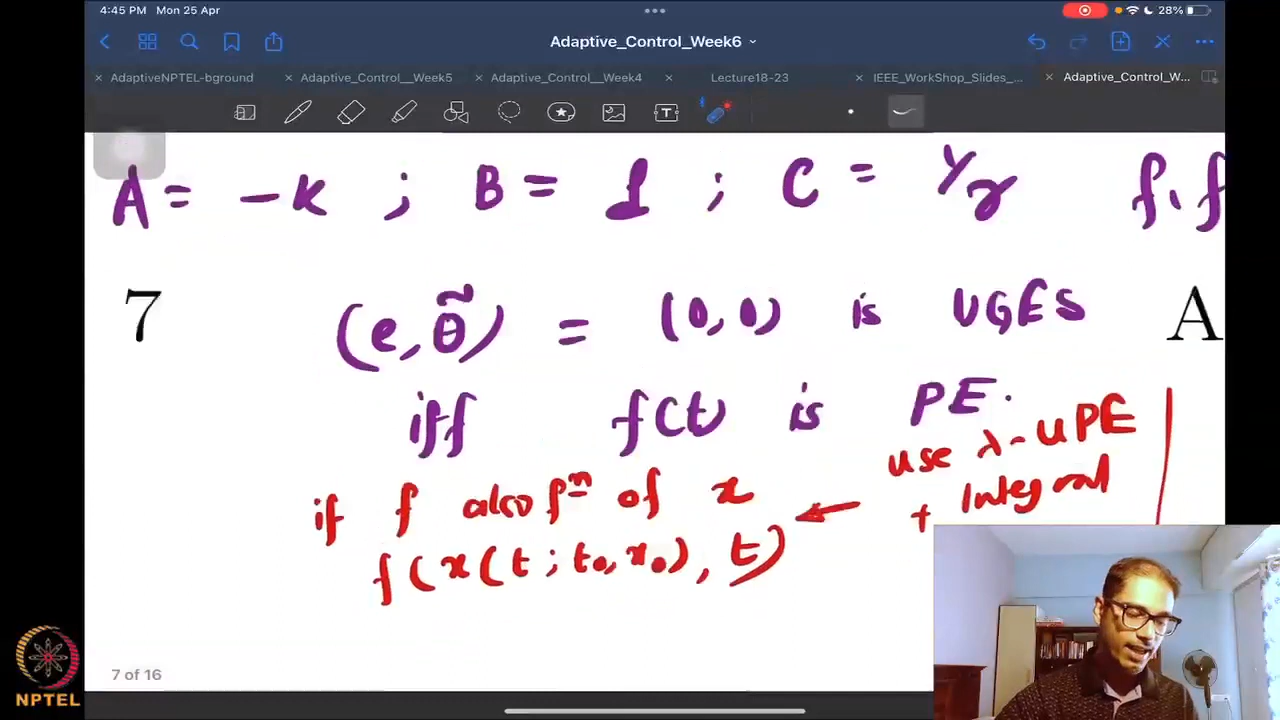 4:45 PM Mon 25 Apr
28%
Adaptive_Control_Week6
AdaptiveNPTEL-bground
Adaptive_Control__Week5
Adaptive_Control__Week4
Lecture18-23
IEEE_WorkShop_Slides_...
Adaptive_Control_W...
A = -k ; B = 1 ; C = 1/γ f, f
7
(e, θ̃) = (0,0) is UGES
A
iff f(t) is PE.
if f also fⁿ of x
f(x(t; t₀, x₀), t)
use λ-UPE
+ Integral
7 of 16
NPTEL